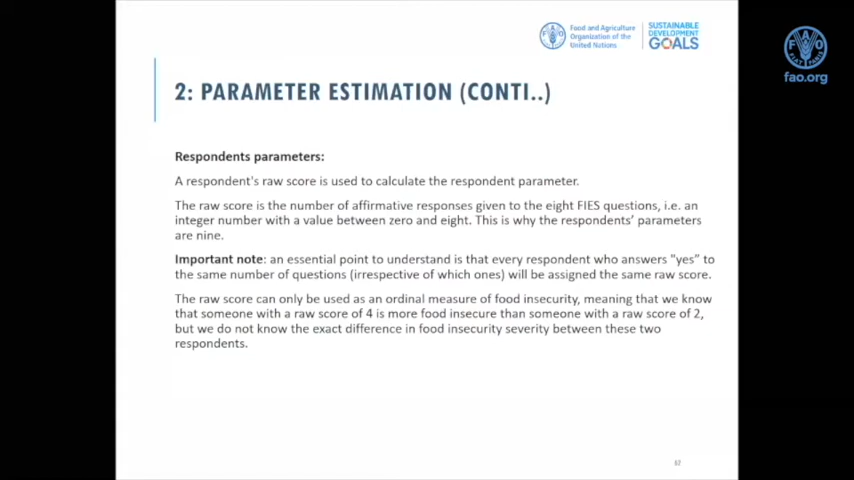 Food and Agriculture
Organization of the
United Nations
SUSTAINABLE
DEVELOPMENT
GOALS
FAO
FIAT PANIS
fao.org
2: PARAMETER ESTIMATION (CONTI..)
Respondents parameters:
A respondent's raw score is used to calculate the respondent parameter.
The raw score is the number of affirmative responses given to the eight FIES questions, i.e. an
integer number with a value between zero and eight. This is why the respondents' parameters
are nine.
Important note: an essential point to understand is that every respondent who answers "yes" to
the same number of questions (irrespective of which ones) will be assigned the same raw score.
The raw score can only be used as an ordinal measure of food insecurity, meaning that we know
that someone with a raw score of 4 is more food insecure than someone with a raw score of 2,
but we do not know the exact difference in food insecurity severity between these two
respondents.
67